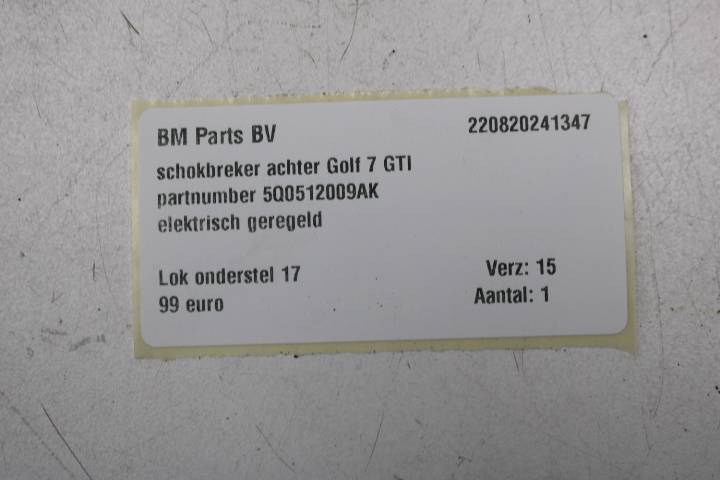 BM Parts BV 220820241347
schokbreker achter Golf 7 GTI
partnumber 5Q0512009AK
elektrisch geregeld
Lok onderstel 17 Verz: 15
99 euro Aantal: 1